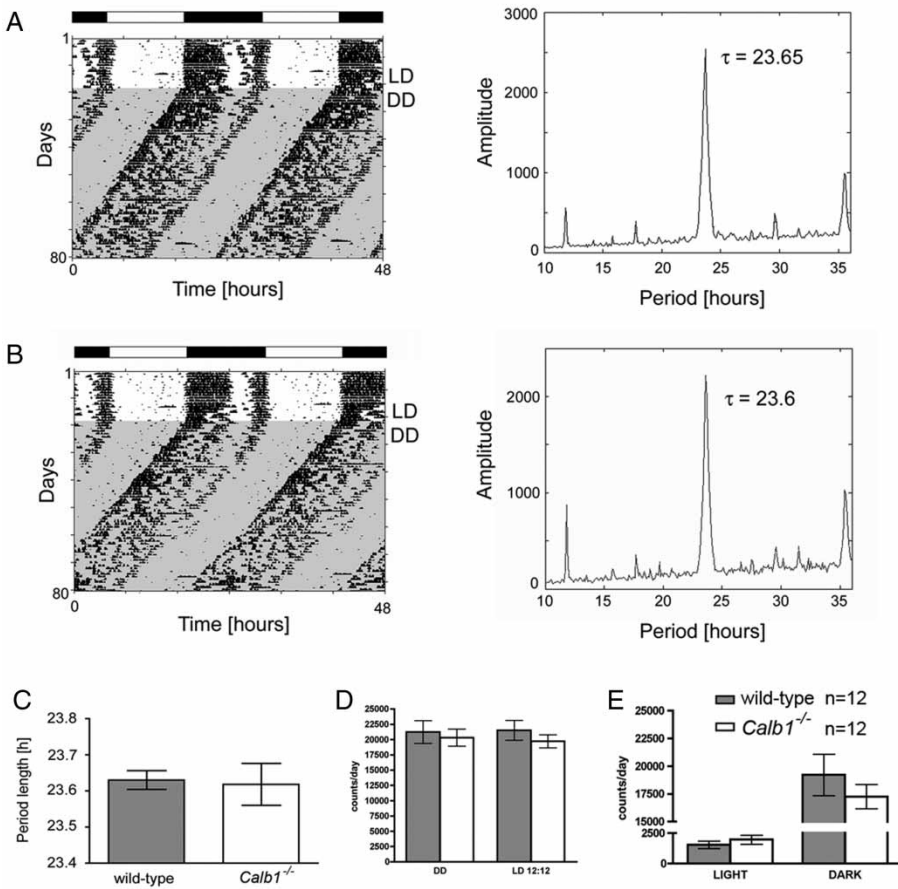 A
1
LD
DD
Days
80
0
48
Time [hours]
3000
2000
1000
0
Amplitude
τ = 23.65
10
15
20
25
30
35
Period [hours]
B
1
LD
DD
Days
80
0
48
Time [hours]
2000
1000
0
Amplitude
τ = 23.6
10
15
20
25
30
35
Period [hours]
C
23.8
23.7
23.6
23.5
23.4
Period length [h]
wild-type
Calb1-/-
D
25000
22500
20000
17500
15000
12500
10000
7500
5000
2500
0
counts/day
DD
LD 12:12
E
wild-type n=12
Calb1-/- n=12
25000
20000
15000
2500
0
counts/day
LIGHT
DARK